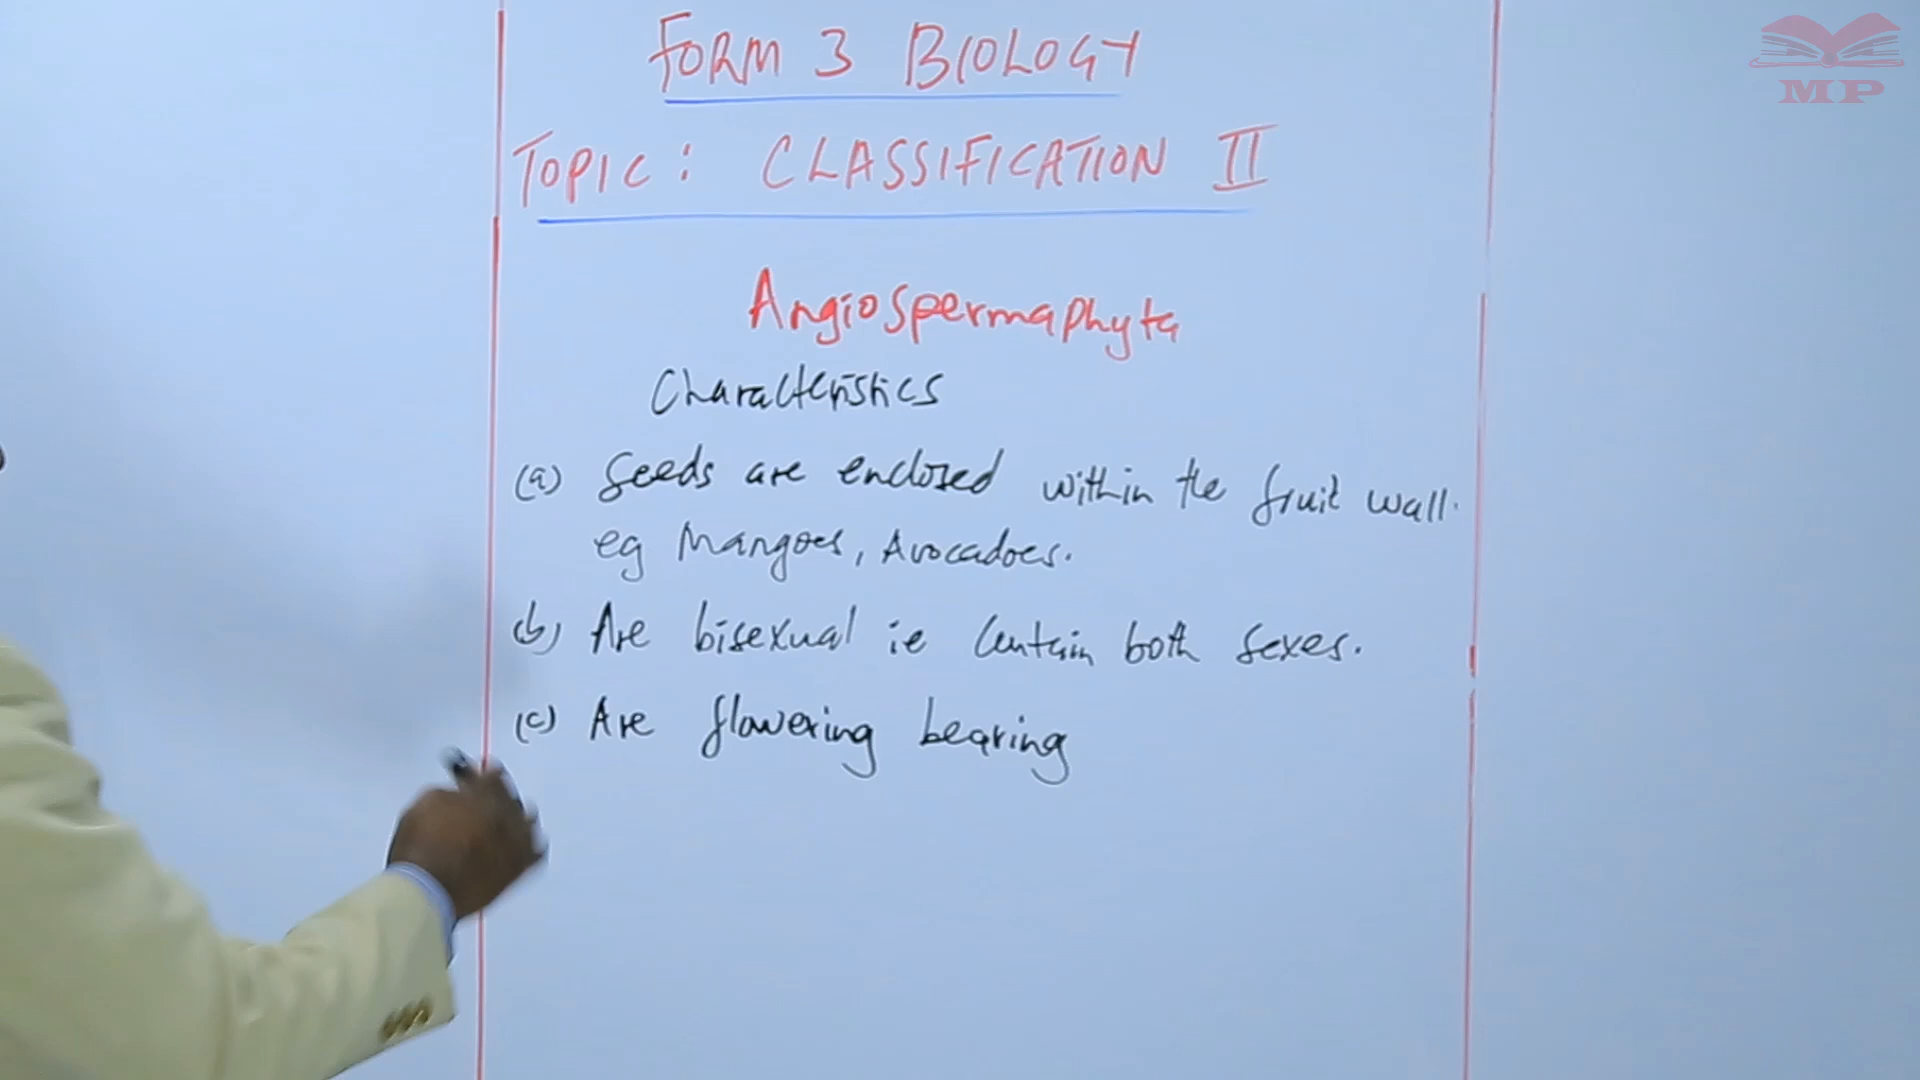 MP
FORM 3 BIOLOGY
TOPIC: CLASSIFICATION II
Angiospermaphyta
Characteristics
(a) Seeds are enclosed within the fruit wall.
eg Mangoes, Avocadoes.
(b) Are bisexual ie contain both sexes.
(c) Are flowering bearing